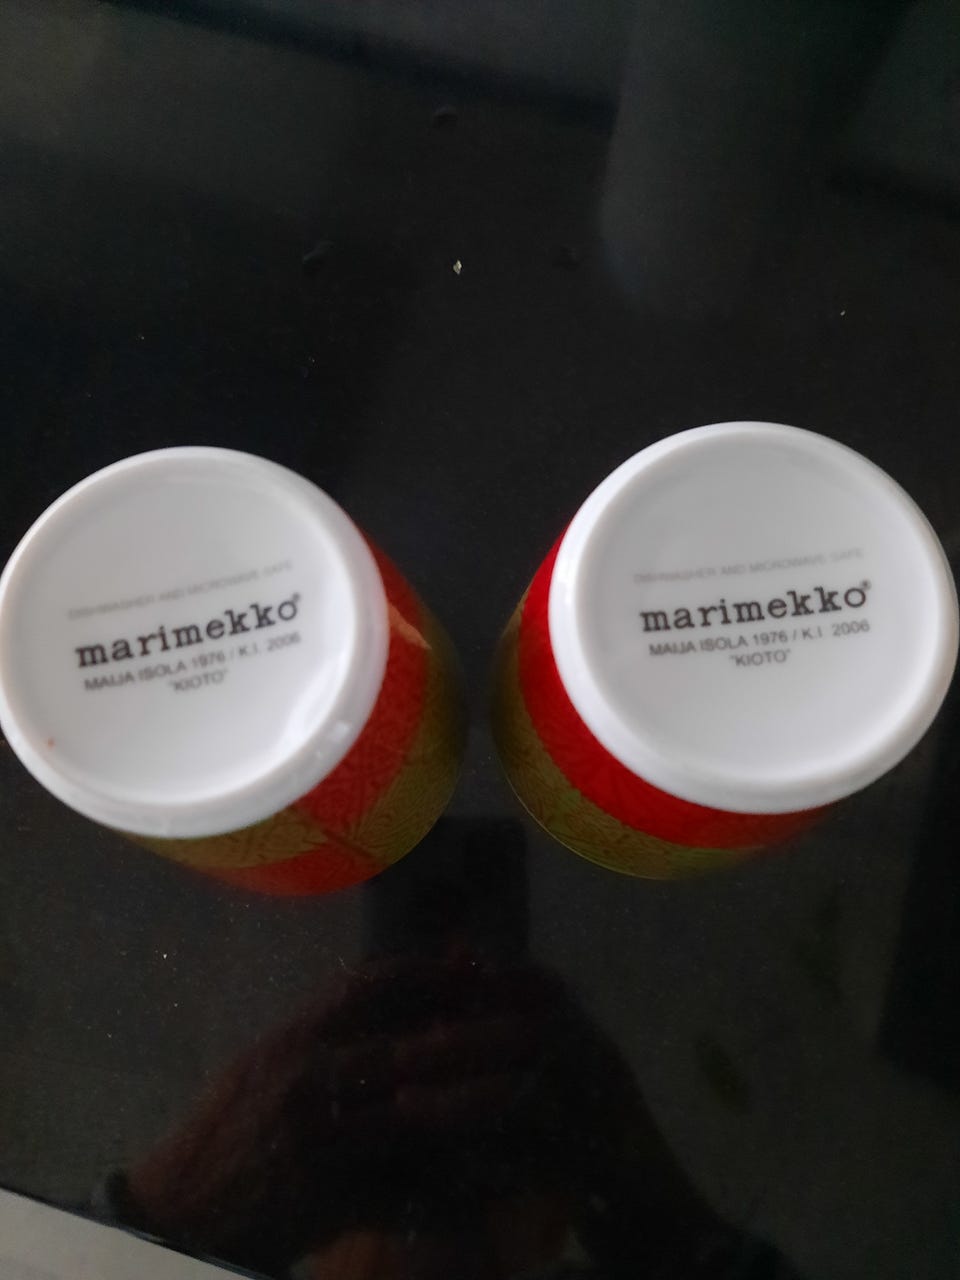 DISHWASHER AND MICROWAVE SAFE
marimekko®
MAIJA ISOLA 1976 / K.I. 2006
"KIOTO"
DISHWASHER AND MICROWAVE SAFE
marimekko®
MAIJA ISOLA 1976 / K.I. 2006
"KIOTO"